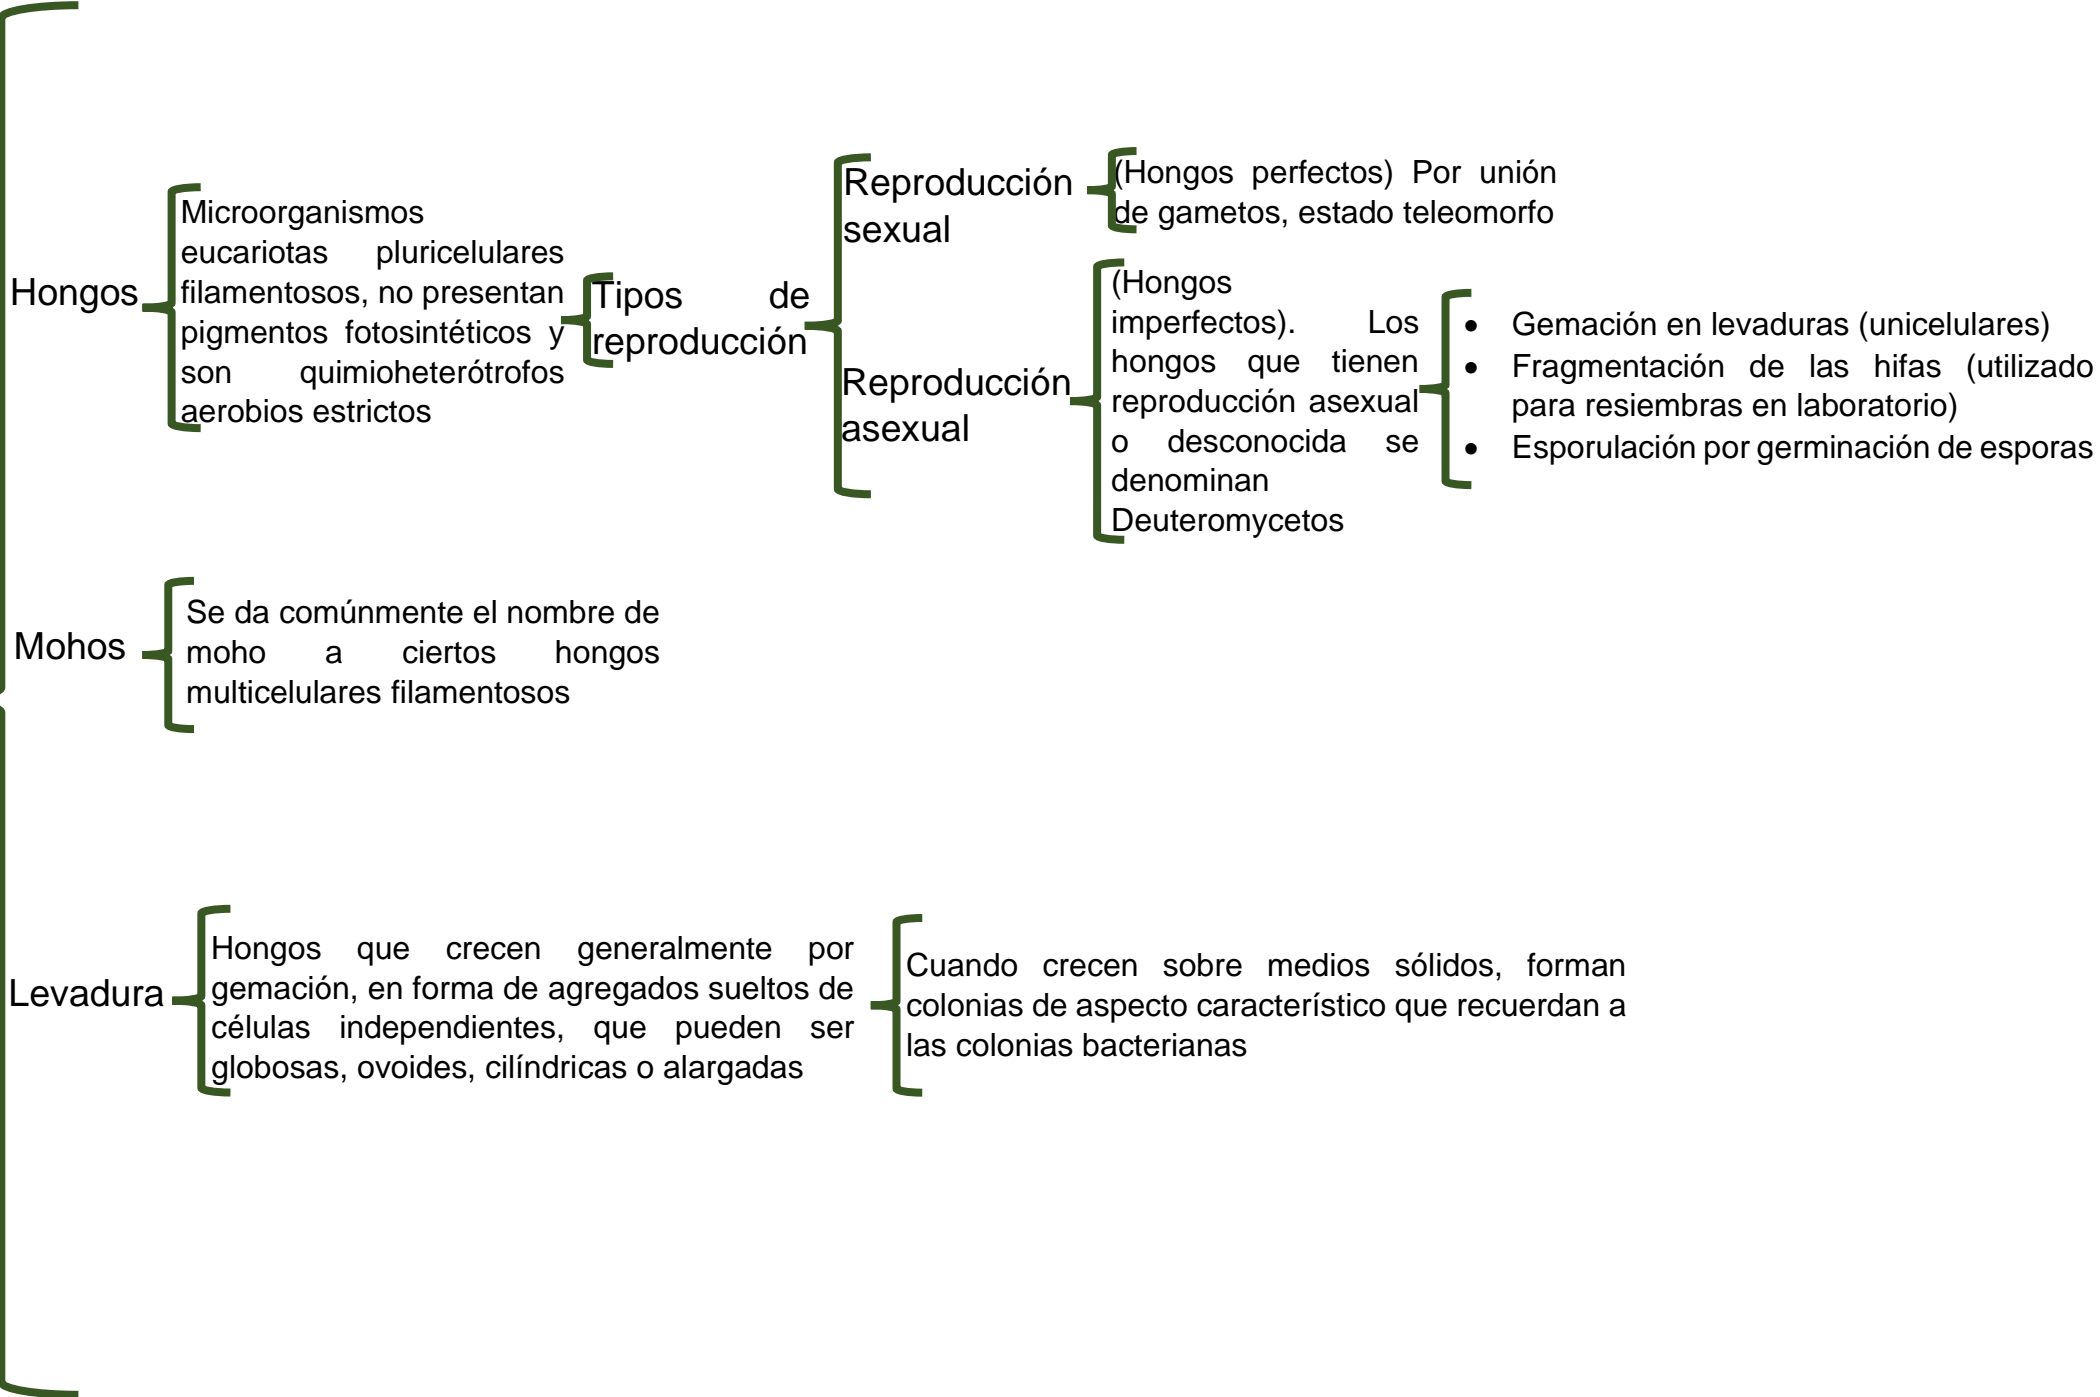 Hongos
Microorganismos
eucariotas pluricelulares
filamentosos, no presentan
pigmentos fotosintéticos y
son quimioheterótrofos
aerobios estrictos
Tipos de
reproducción
Reproducción
sexual
(Hongos perfectos) Por unión
de gametos, estado teleomorfo
Reproducción
asexual
(Hongos
imperfectos). Los
hongos que tienen
reproducción asexual
o desconocida se
denominan
Deuteromycetos
• Gemación en levaduras (unicelulares)
• Fragmentación de las hifas (utilizado
para resiembras en laboratorio)
• Esporulación por germinación de esporas
Mohos
Se da comúnmente el nombre de
moho a ciertos hongos
multicelulares filamentosos
Levadura
Hongos que crecen generalmente por
gemación, en forma de agregados sueltos de
células independientes, que pueden ser
globosas, ovoides, cilíndricas o alargadas
Cuando crecen sobre medios sólidos, forman
colonias de aspecto característico que recuerdan a
las colonias bacterianas